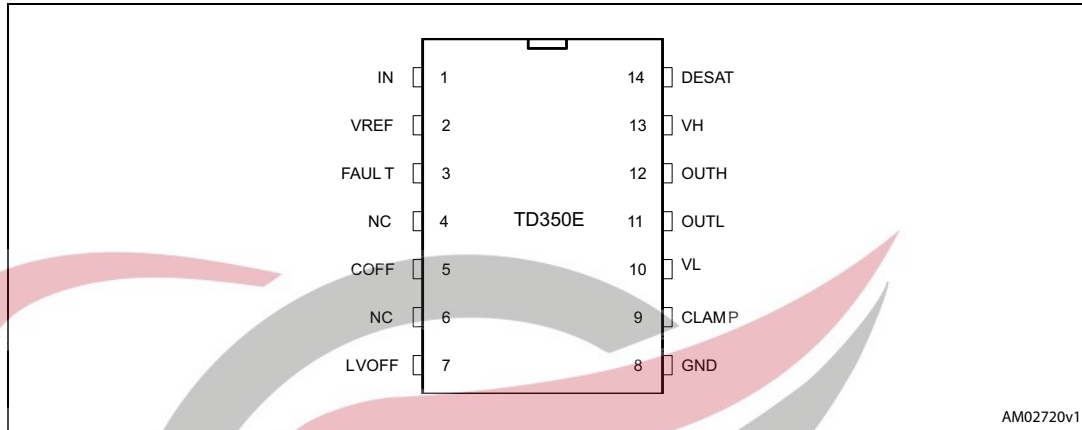 IN 1 14 DESAT
VREF 2 13 VH
FAULT 3 12 OUTH
NC 4 TD350E 11 OUTL
COFF 5 10 VL
NC 6 9 CLAMP
LVOFF 7 8 GND
AM02720v1